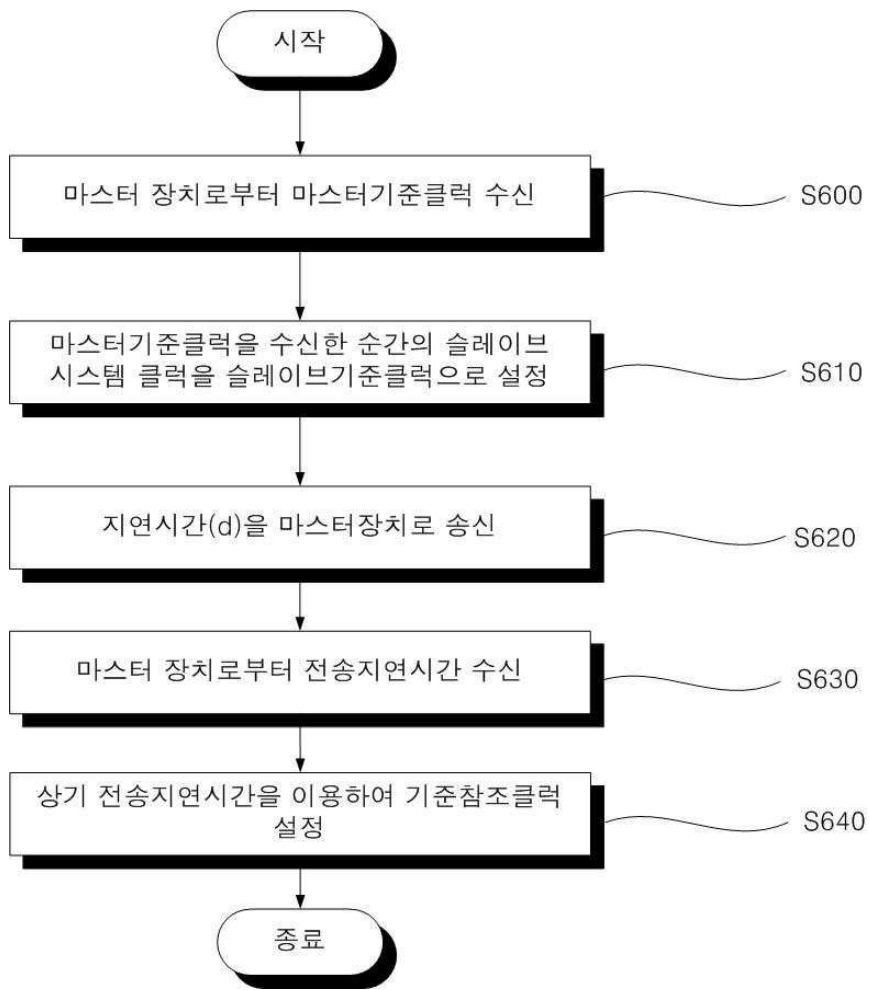 시작
마스터 장치로부터 마스터기준클럭 수신
S600
마스터기준클럭을 수신한 순간의 슬레이브
시스템 클럭을 슬레이브기준클럭으로 설정
S610
지연시간(d)을 마스터장치로 송신
S620
마스터 장치로부터 전송지연시간 수신
S630
상기 전송지연시간을 이용하여 기준참조클럭
설정
S640
종료